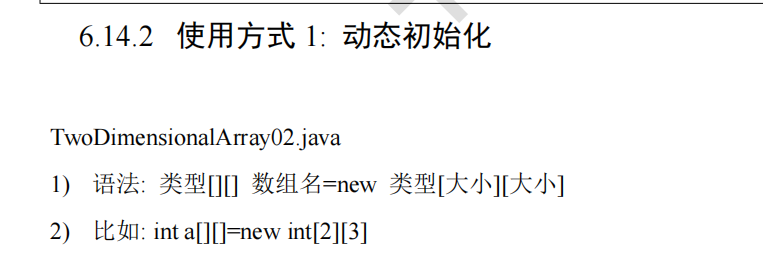 6.14.2 使用方式 1: 动态初始化
TwoDimensionalArray02.java
1) 语法: 类型[][] 数组名=new 类型[大小][大小]
2) 比如: int a[][]=new int[2][3]